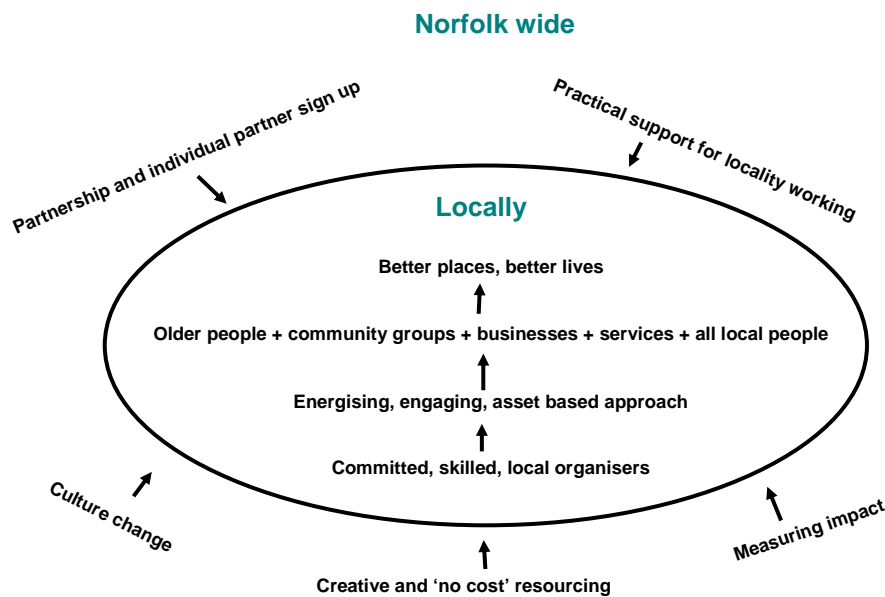 Norfolk wide
Partnership and individual partner sign up
Practical support for locality working
Locally
Better places, better lives
Older people + community groups + businesses + services + all local people
Energising, engaging, asset based approach
Committed, skilled, local organisers
Culture change
Measuring impact
Creative and ‘no cost’ resourcing